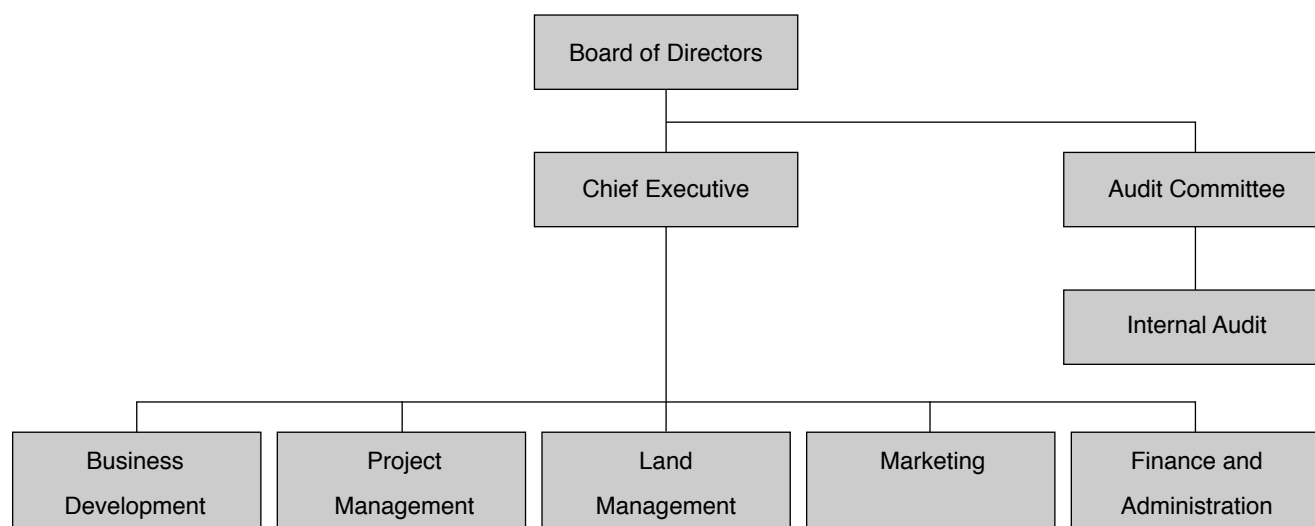 Board of Directors
Chief Executive
Audit Committee
Internal Audit
Business
Development
Project
Management
Land
Management
Marketing
Finance and
Administration